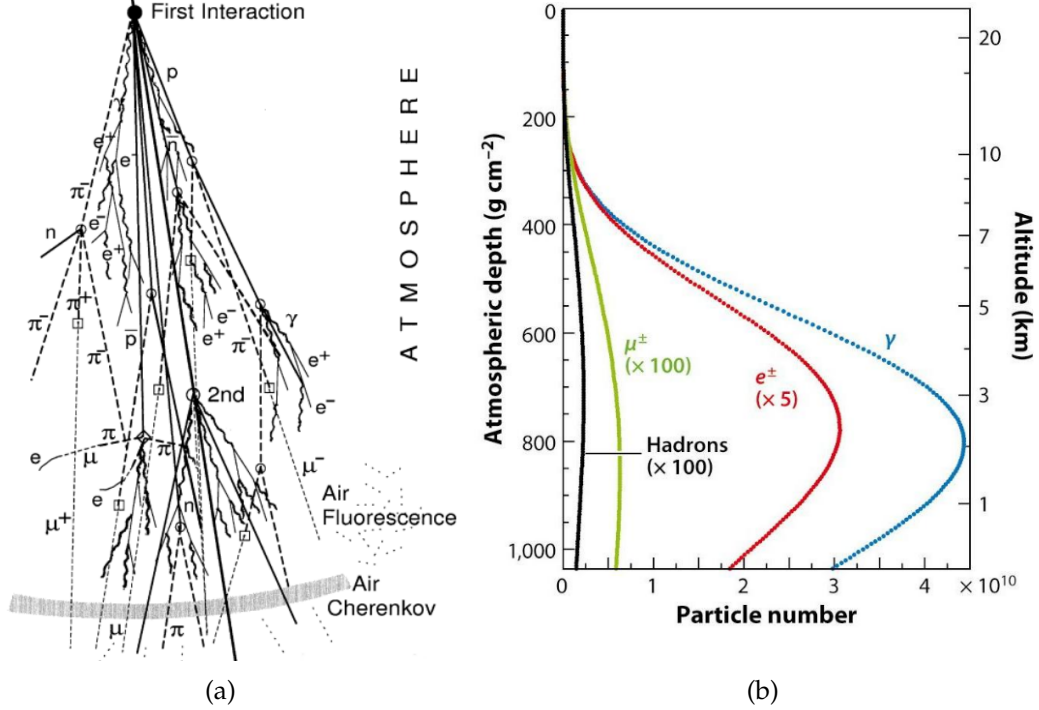 First Interaction
p
γ
e⁺
n̄
e⁻
π⁻
e⁻
n
e⁺
π⁺
e⁻
γ
π⁻
π⁻
p̄
e⁺
π⁻
e⁺
e⁻
2nd
π
π
e
μ
μ⁻
e
n
Air
Fluorescence
μ⁺
Air
Cherenkov
μ
π
ATMOSPHERE
(a)
0
200
400
600
800
1,000
Atmospheric depth (g cm⁻²)
20
10
7
5
3
1
Altitude (km)
γ
μ±
(× 100)
e±
(× 5)
Hadrons
(× 100)
0 1 2 3 4 5 × 10¹⁰
Particle number
(b)